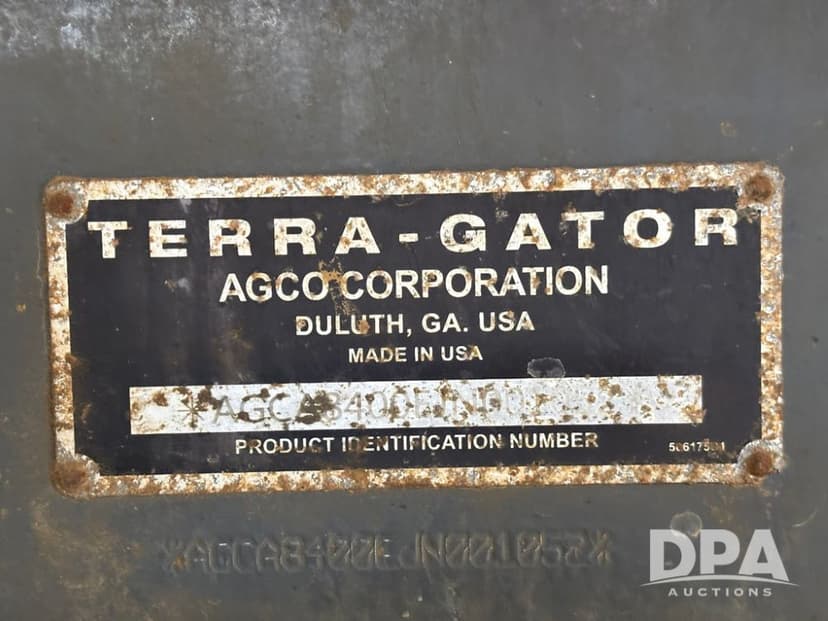 TERRA-GATOR
AGCO CORPORATION
DULUTH, GA. USA
MADE IN USA
PRODUCT IDENTIFICATION NUMBER
*AGCA8400EJN001052*
DPA
AUCTIONS